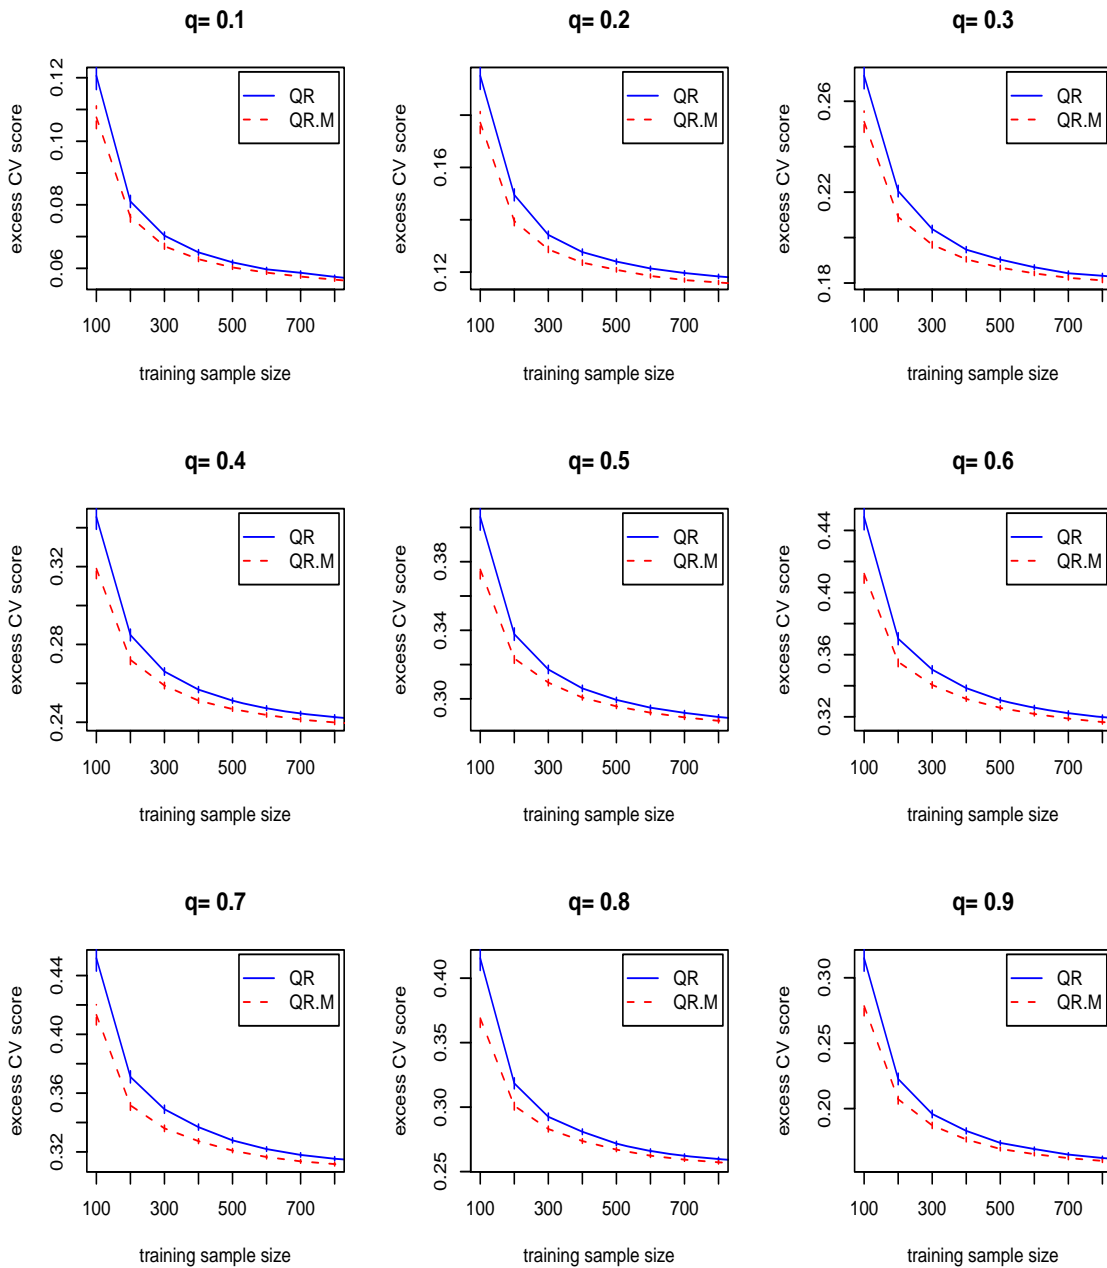 q= 0.1
excess CV score
0.06
0.08
0.10
0.12
QR
QR.M
100
300
500
700
training sample size
q= 0.2
excess CV score
0.12
0.16
QR
QR.M
100
300
500
700
training sample size
q= 0.3
excess CV score
0.18
0.22
0.26
QR
QR.M
100
300
500
700
training sample size
q= 0.4
excess CV score
0.24
0.28
0.32
QR
QR.M
100
300
500
700
training sample size
q= 0.5
excess CV score
0.30
0.34
0.38
QR
QR.M
100
300
500
700
training sample size
q= 0.6
excess CV score
0.32
0.36
0.40
0.44
QR
QR.M
100
300
500
700
training sample size
q= 0.7
excess CV score
0.32
0.36
0.40
0.44
QR
QR.M
100
300
500
700
training sample size
q= 0.8
excess CV score
0.25
0.30
0.35
0.40
QR
QR.M
100
300
500
700
training sample size
q= 0.9
excess CV score
0.20
0.25
0.30
QR
QR.M
100
300
500
700
training sample size